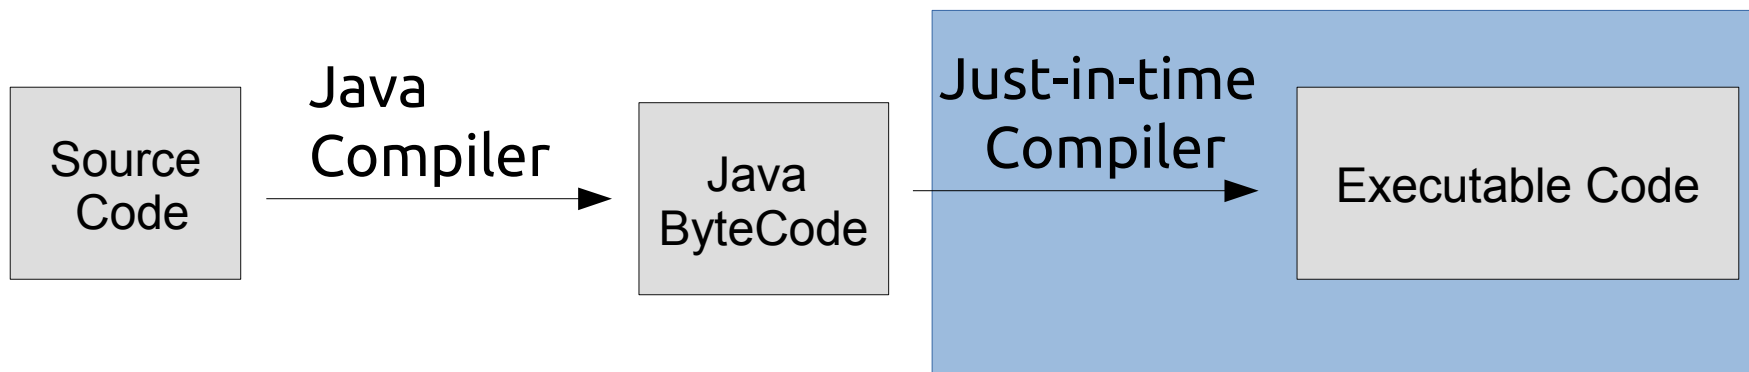 Source
Code
Java
Compiler
Java
ByteCode
Just-in-time
Compiler
Executable Code